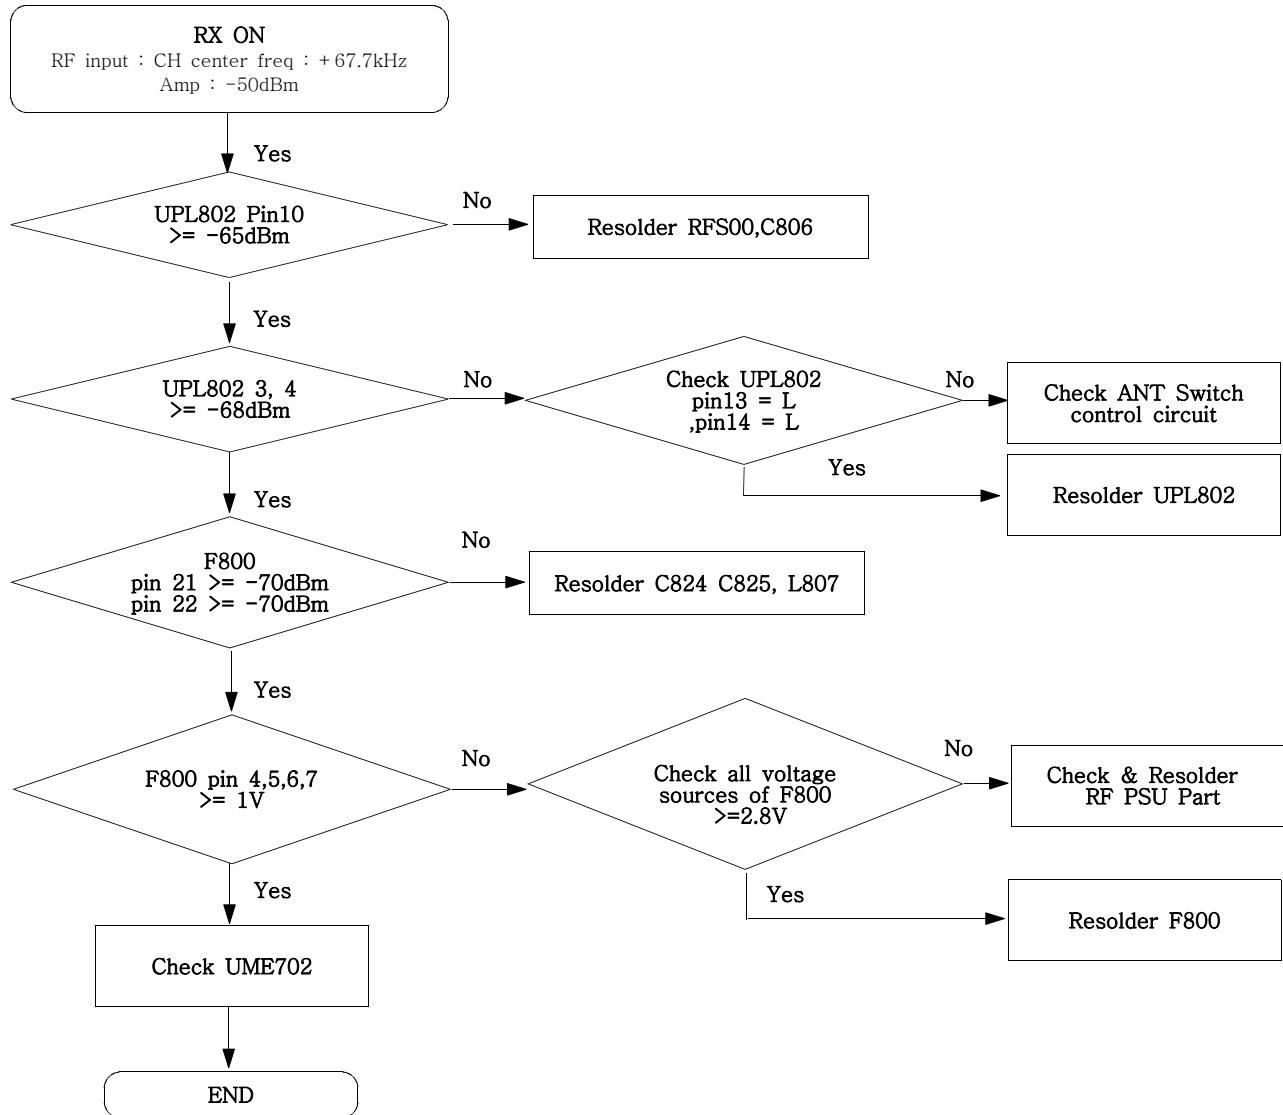 RX ON
RF input : CH center freq : +67.7kHz
Amp : -50dBm
Yes
UPL802 Pin10
>= -65dBm
No
Resolder RFS00,C806
Yes
UPL802 3, 4
>= -68dBm
No
Check UPL802
pin13 = L
,pin14 = L
No
Check ANT Switch
control circuit
Yes
Resolder UPL802
Yes
F800
pin 21 >= -70dBm
pin 22 >= -70dBm
No
Resolder C824 C825, L807
Yes
F800 pin 4,5,6,7
>= 1V
No
Check all voltage
sources of F800
>=2.8V
No
Check & Resolder
RF PSU Part
Yes
Resolder F800
Yes
Check UME702
END